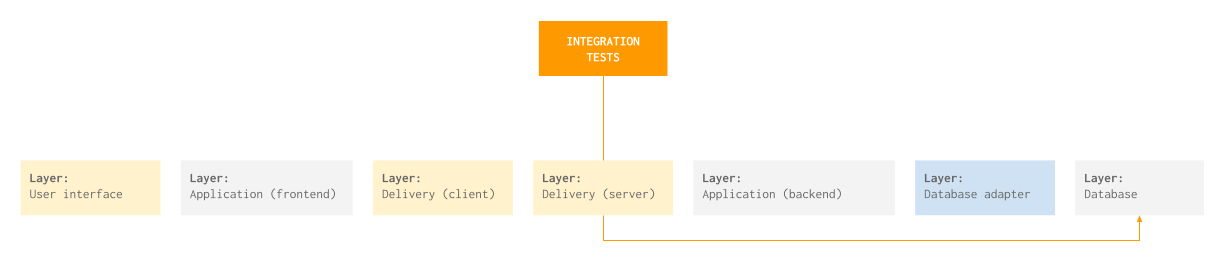 INTEGRATION
TESTS
Layer:
User interface
Layer:
Application (frontend)
Layer:
Delivery (client)
Layer:
Delivery (server)
Layer:
Application (backend)
Layer:
Database adapter
Layer:
Database